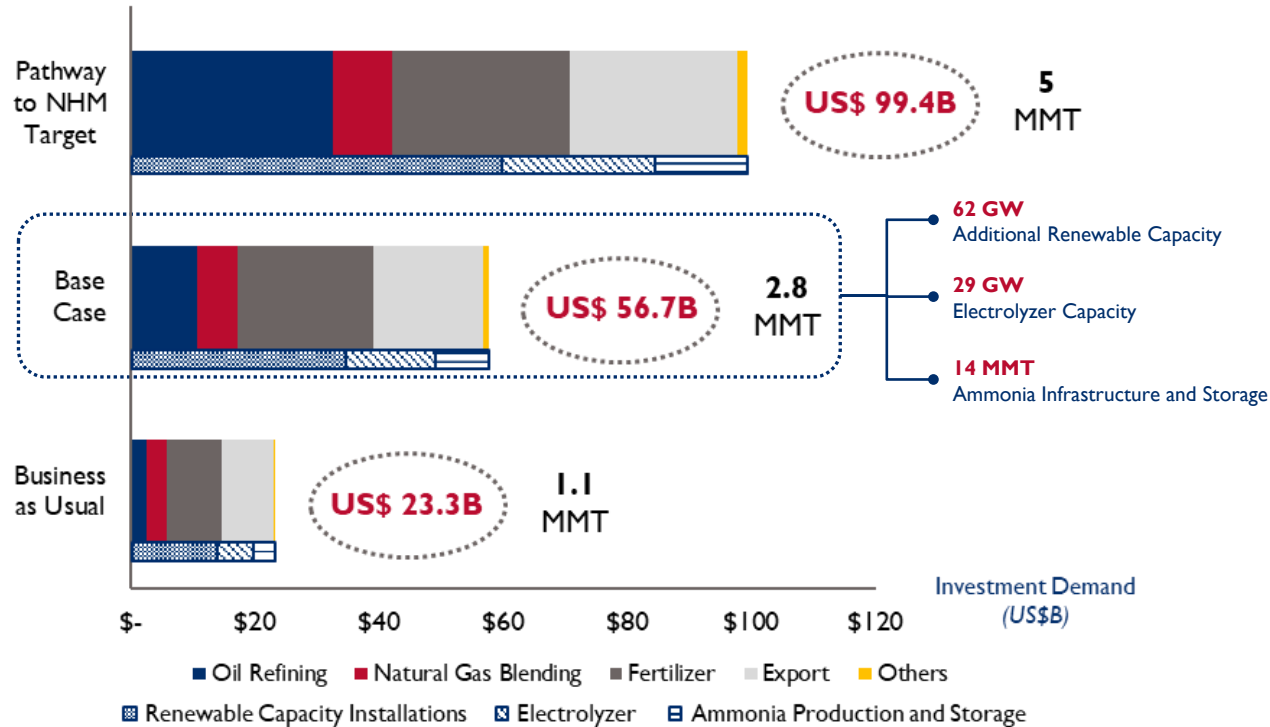 Pathway
to NHM
Target
US$ 99.4B
5
MMT
Base
Case
US$ 56.7B
2.8
MMT
62 GW
Additional Renewable Capacity
29 GW
Electrolyzer Capacity
14 MMT
Ammonia Infrastructure and Storage
Business
as Usual
US$ 23.3B
1.1
MMT
$- $20 $40 $60 $80 $100 $120
Investment Demand
(US$B)
Oil Refining Natural Gas Blending Fertilizer Export Others
Renewable Capacity Installations Electrolyzer Ammonia Production and Storage